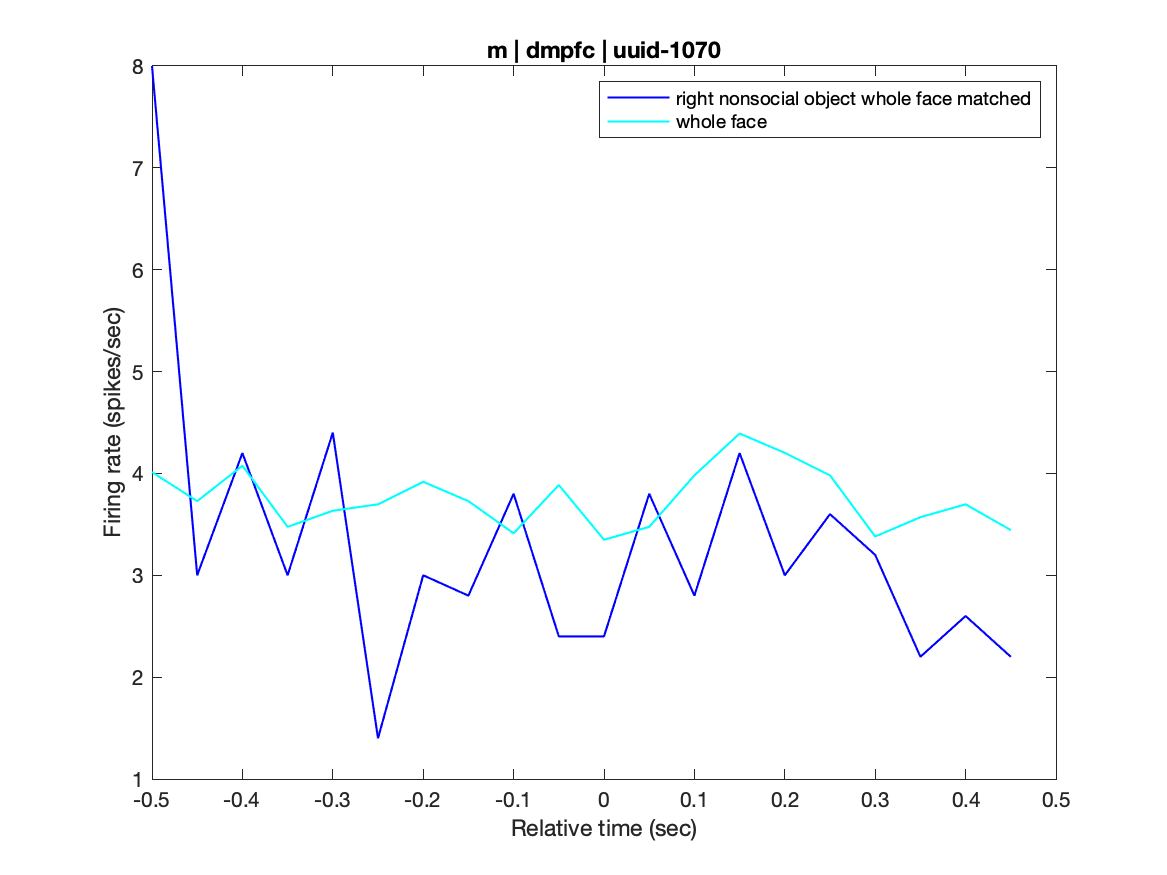 m | dmpfc | uuid-1070
right nonsocial object whole face matched
whole face
Firing rate (spikes/sec)
8
7
6
5
4
3
2
1
-0.5 -0.4 -0.3 -0.2 -0.1 0 0.1 0.2 0.3 0.4 0.5
Relative time (sec)